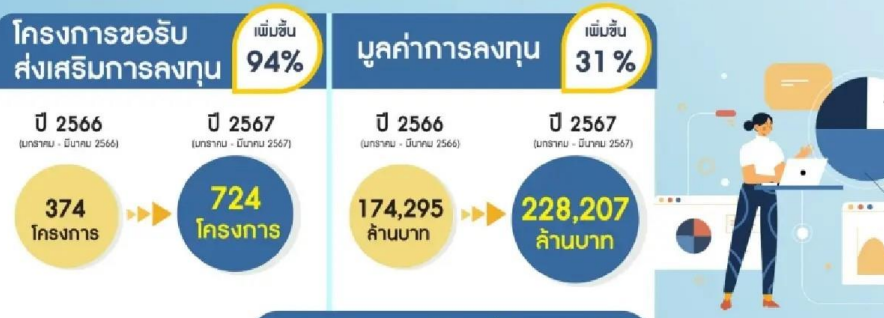 โครงการขอรับ
ส่งเสริมการลงทุน
เพิ่มขึ้น
94%
ปี 2566
(มกราคม - มีนาคม 2566)
ปี 2567
(มกราคม - มีนาคม 2567)
374
โครงการ
724
โครงการ
มูลค่าการลงทุน
เพิ่มขึ้น
31%
ปี 2566
(มกราคม - มีนาคม 2566)
ปี 2567
(มกราคม - มีนาคม 2567)
174,295
ล้านบาท
228,207
ล้านบาท